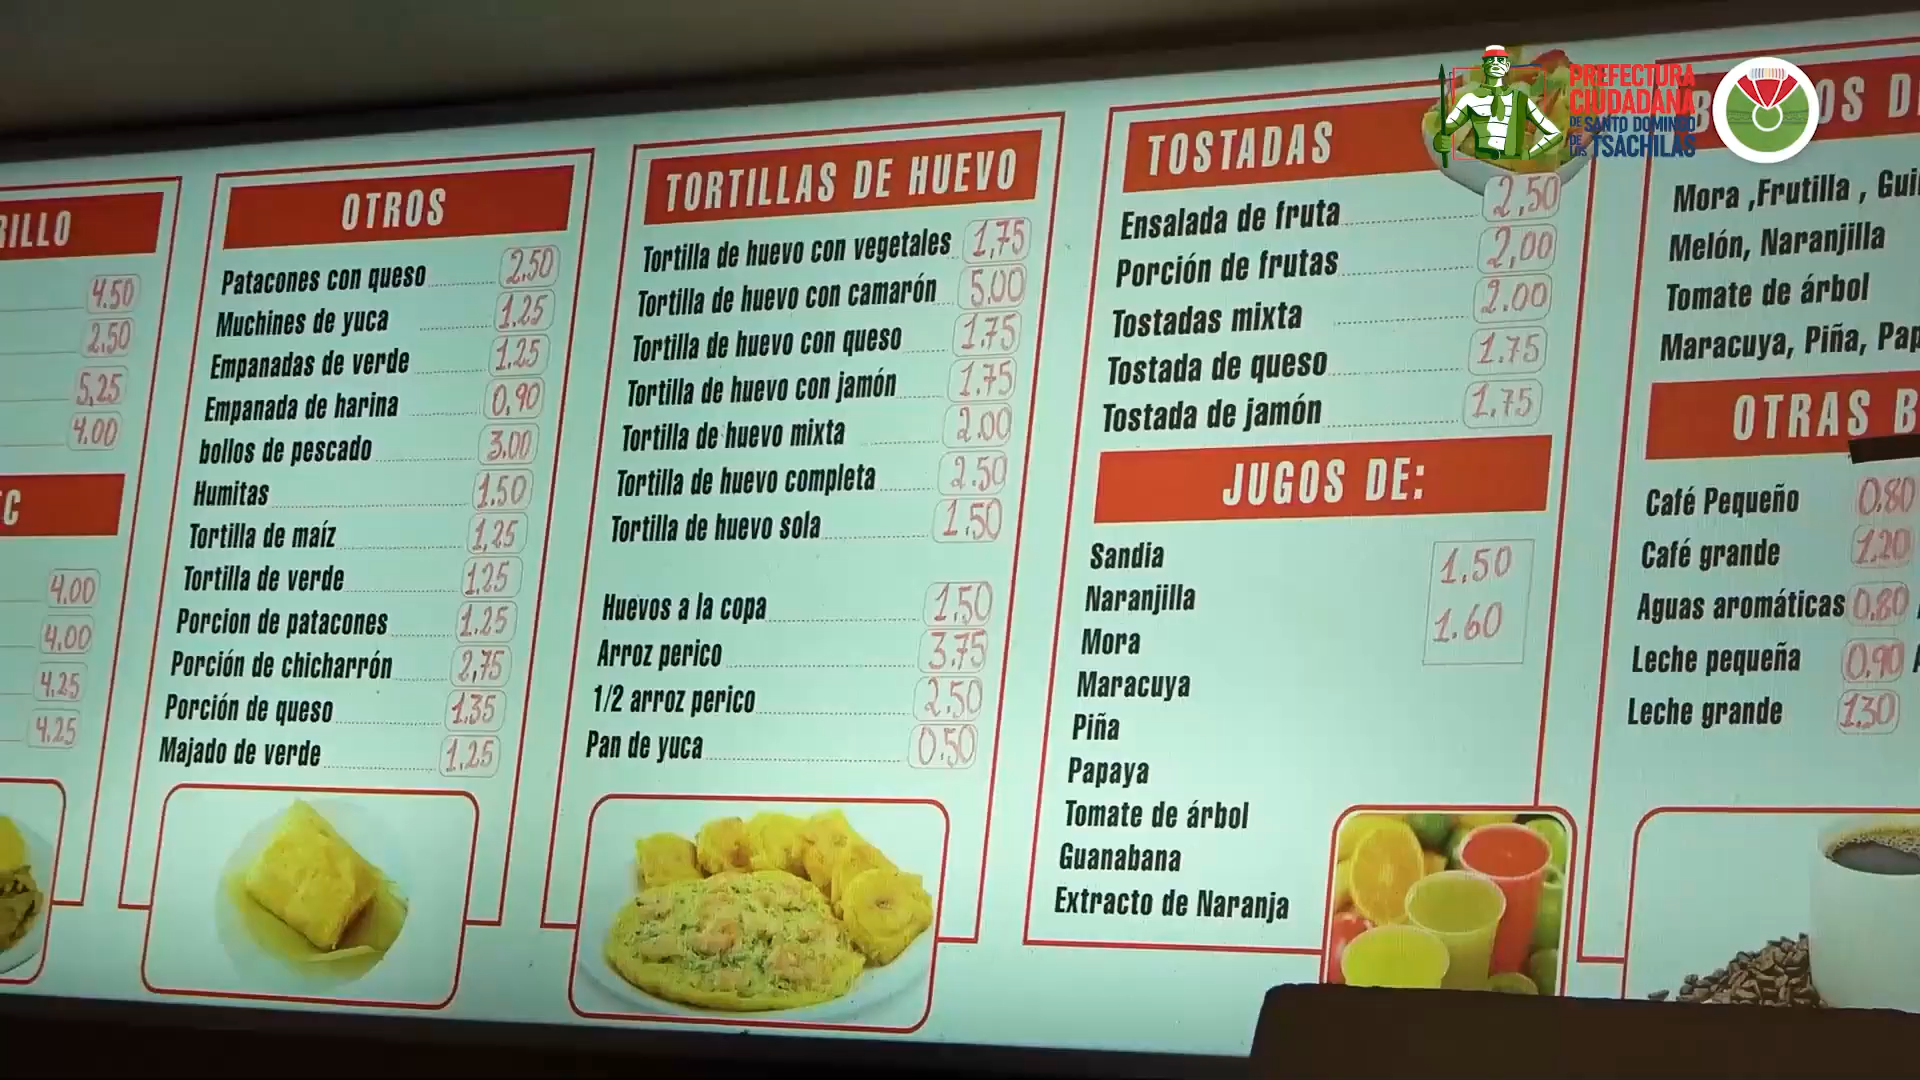 RILLO
4.50
2.50
5,25
4.00
C
4.00
4.00
4.25
4.25
OTROS
Patacones con queso 2.50
Muchines de yuca 1.25
Empanadas de verde 1.25
Empanada de harina 0,90
bollos de pescado 3.00
Humitas 1.50
Tortilla de maíz 1,25
Tortilla de verde 1.25
Porcion de patacones 1.25
Porción de chicharrón 2,75
Porción de queso 1.35
Majado de verde 1.25
TORTILLAS DE HUEVO
Tortilla de huevo con vegetales 1,75
Tortilla de huevo con camarón 5.00
Tortilla de huevo con queso 1.75
Tortilla de huevo con jamón 1.75
Tortilla de huevo mixta 2.00
Tortilla de huevo completa 2.50
Tortilla de huevo sola 1.50
Huevos a la copa 1,50
Arroz perico 3.75
1/2 arroz perico 2.50
Pan de yuca 0.50
TOSTADAS
Ensalada de fruta 2,50
Porción de frutas 2,00
Tostadas mixta 2.00
Tostada de queso 1.75
Tostada de jamón 1.75
JUGOS DE:
Sandia 1.50
Naranjilla
Mora 1.60
Maracuya
Piña
Papaya
Tomate de árbol
Guanabana
Extracto de Naranja
PREFECTURA
CIUDADANA
DE SANTO DOMINGO
DE LOS TSÁCHILAS
OS D
Mora ,Frutilla , Gui
Melón, Naranjilla
Tomate de árbol
Maracuya, Piña, Pap
OTRAS B
Café Pequeño 0.80
Café grande 1,20
Aguas aromáticas 0.80
Leche pequeña 0.90
Leche grande 1.30